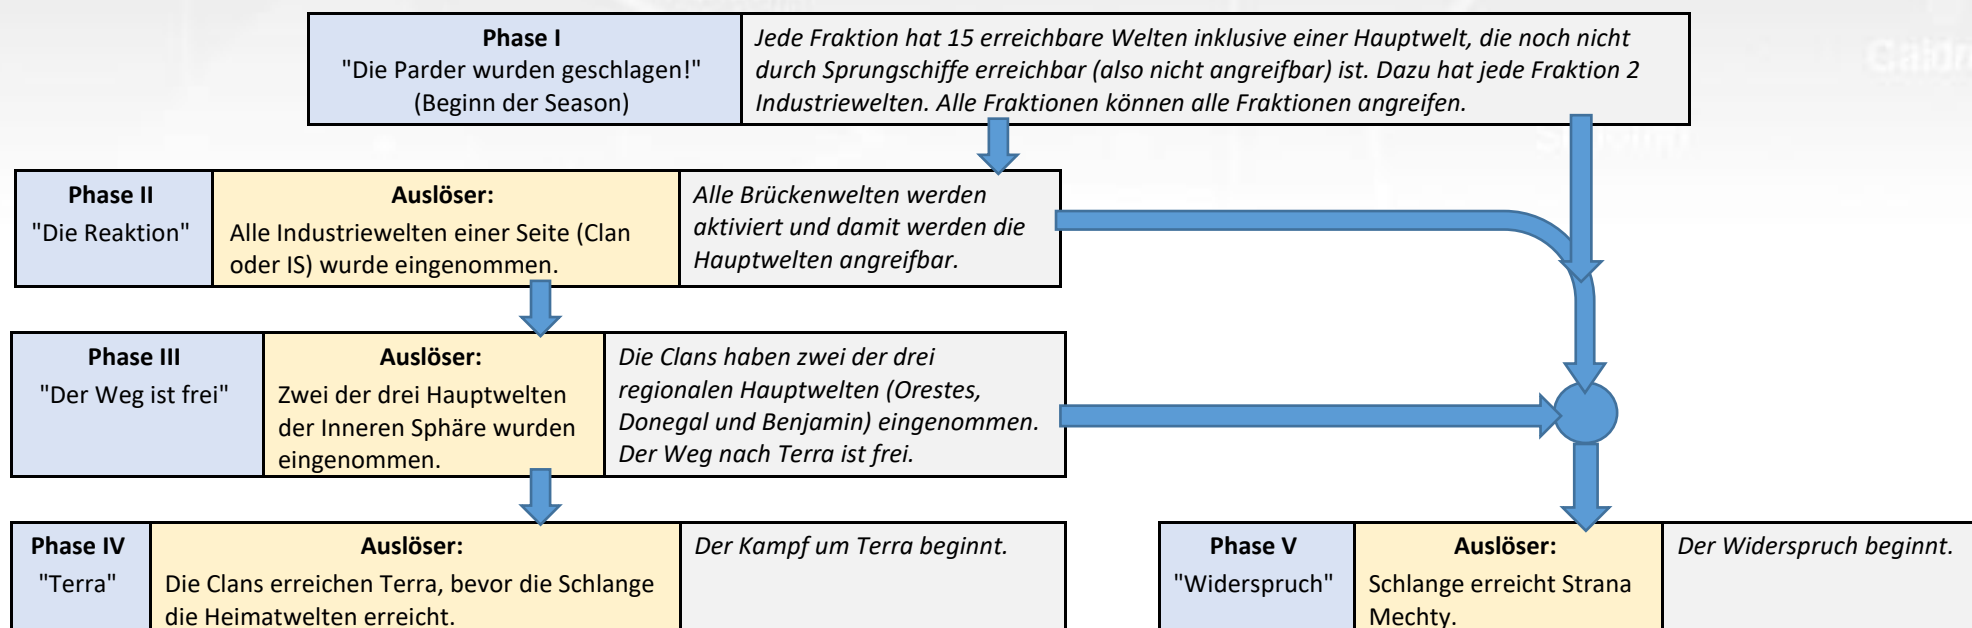 Phase I
"Die Parder wurden geschlagen!"
(Beginn der Season)
Jede Fraktion hat 15 erreichbare Welten inklusive einer Hauptwelt, die noch nicht
durch Sprungschiffe erreichbar (also nicht angreifbar) ist. Dazu hat jede Fraktion 2
Industriewelten. Alle Fraktionen können alle Fraktionen angreifen.
Phase II
"Die Reaktion"
Auslöser:
Alle Industriewelten einer Seite (Clan
oder IS) wurde eingenommen.
Alle Brückenwelten werden
aktiviert und damit werden die
Hauptwelten angreifbar.
Phase III
"Der Weg ist frei"
Auslöser:
Zwei der drei Hauptwelten
der Inneren Sphäre wurden
eingenommen.
Die Clans haben zwei der drei
regionalen Hauptwelten (Orestes,
Donegal und Benjamin) eingenommen.
Der Weg nach Terra ist frei.
Phase IV
"Terra"
Auslöser:
Die Clans erreichen Terra, bevor die Schlange
die Heimatwelten erreicht.
Der Kampf um Terra beginnt.
Phase V
"Widerspruch"
Auslöser:
Schlange erreicht Strana
Mechty.
Der Widerspruch beginnt.